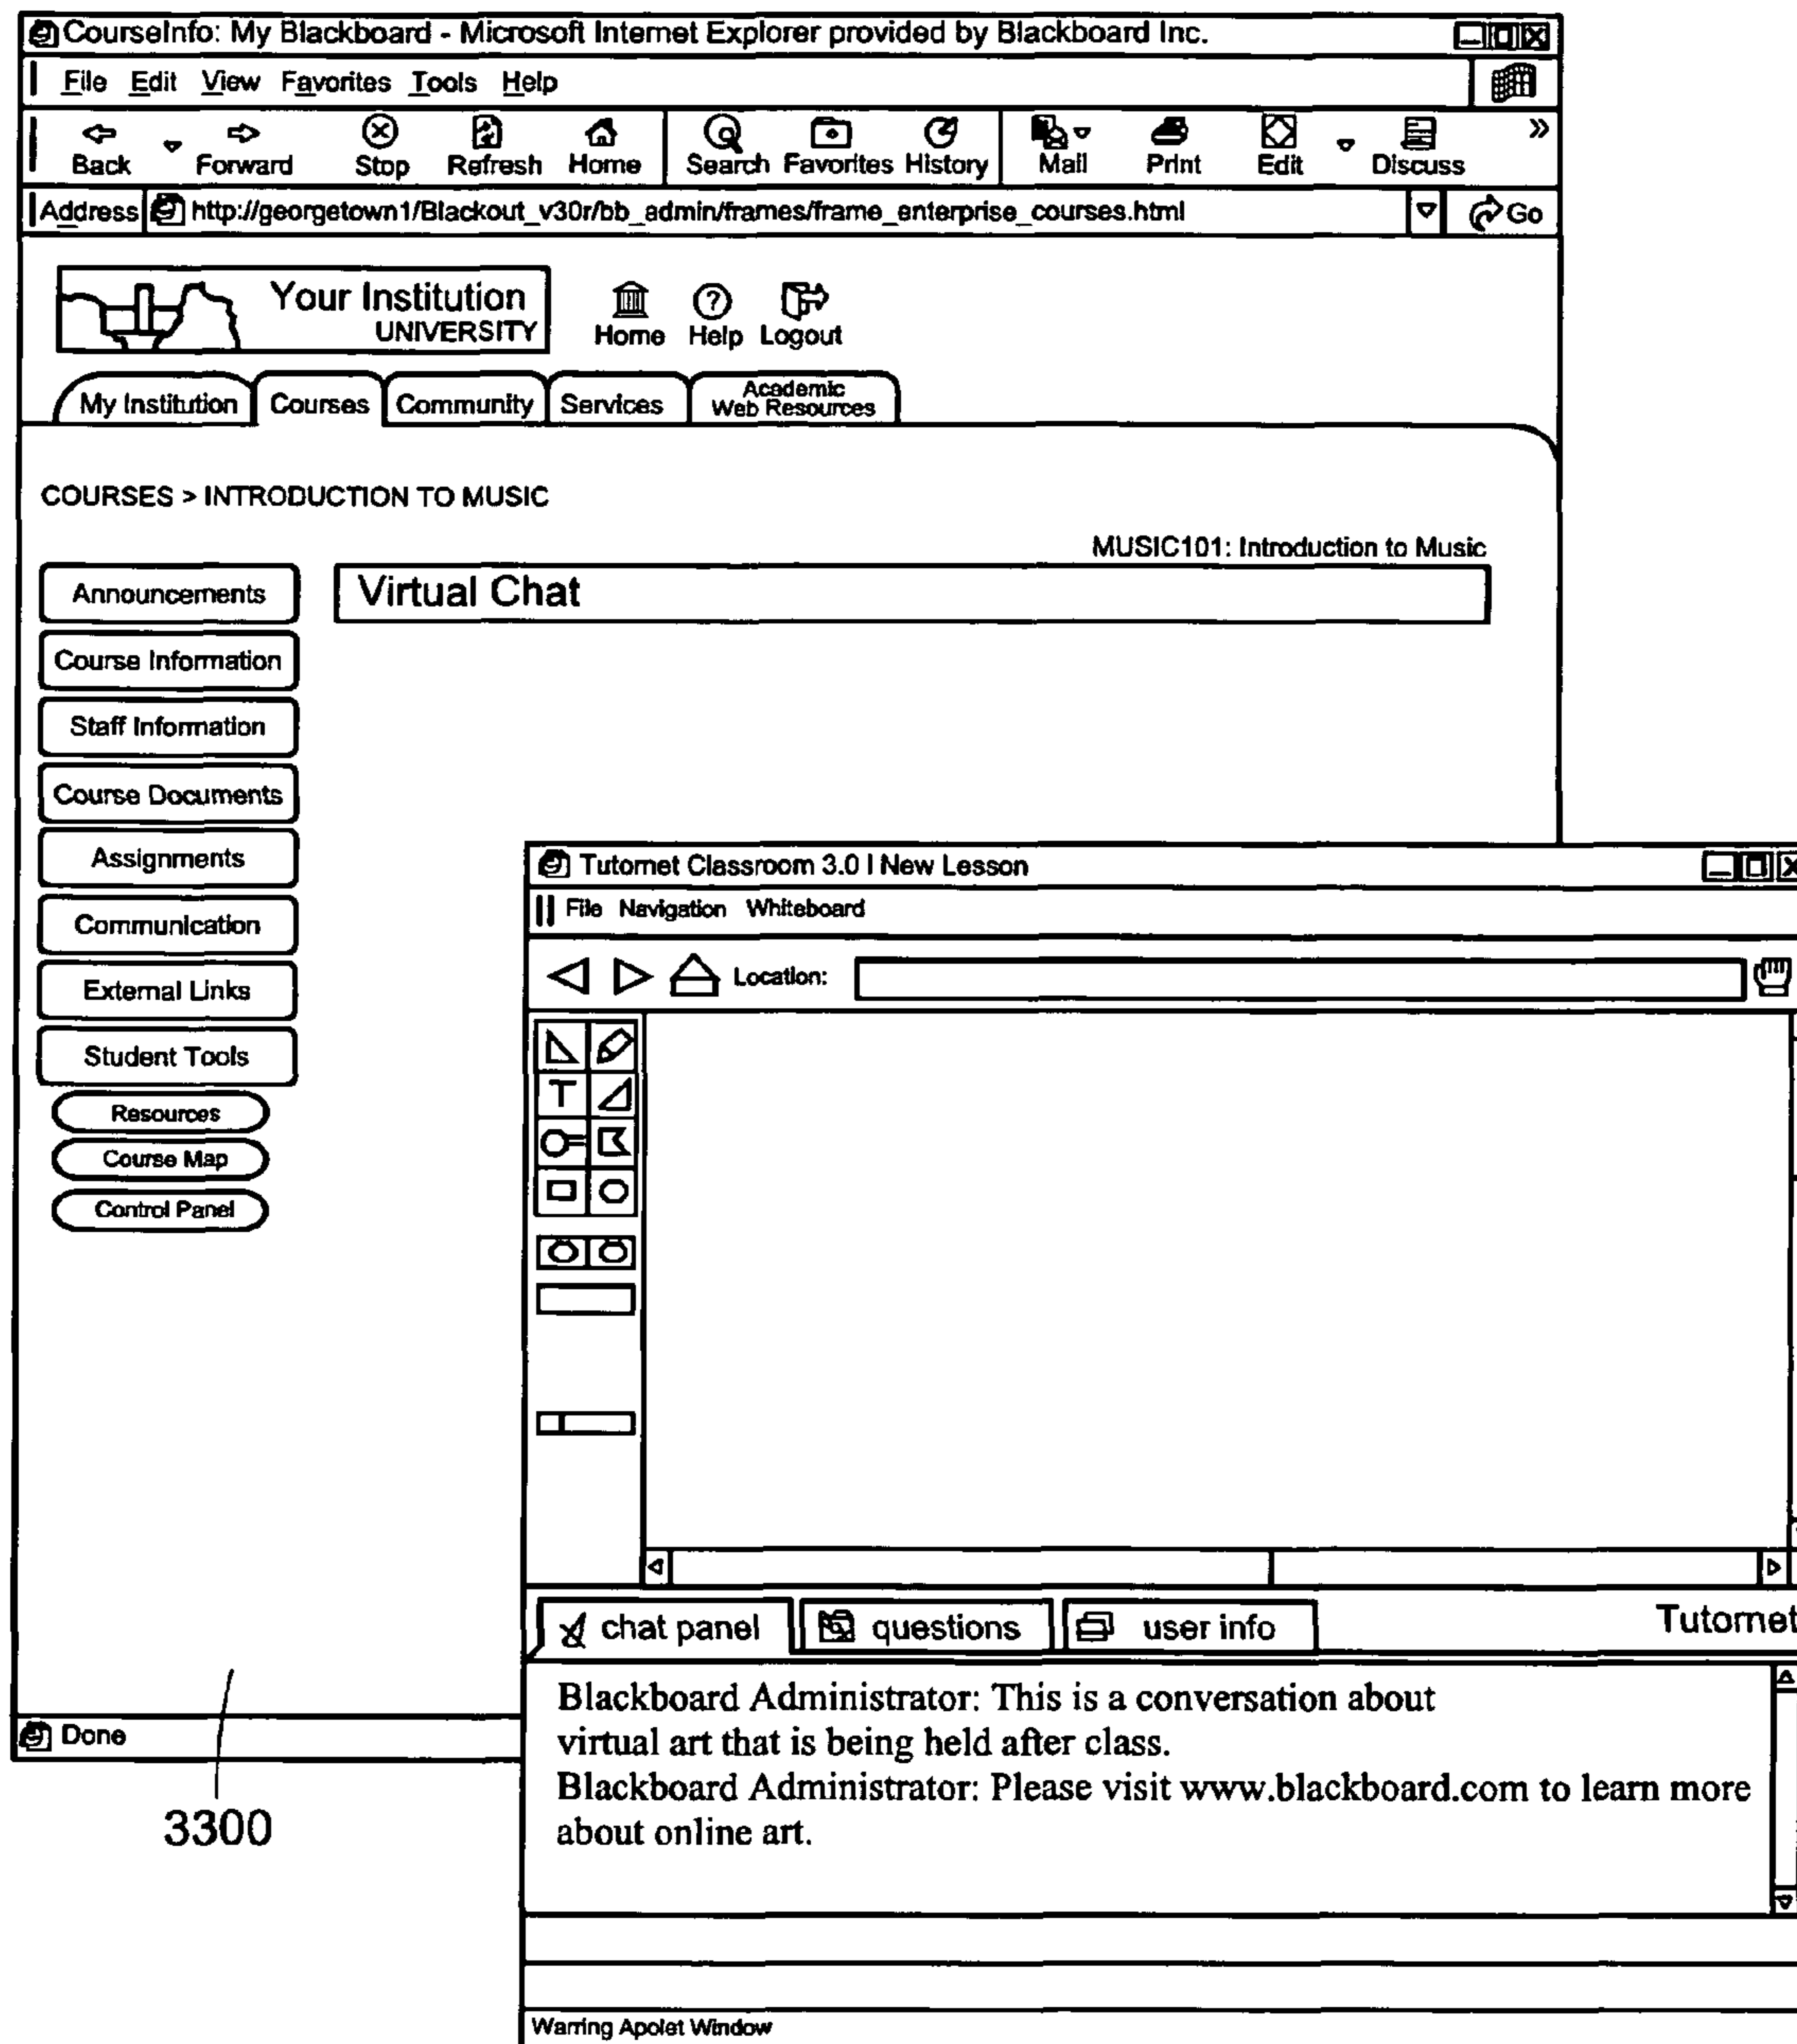 CourseInfo: My Blackboard - Microsoft Internet Explorer provided by Blackboard Inc.
File Edit View Favorites Tools Help
Back Forward Stop Refresh Home Search Favorites History Mail Print Edit Discuss »
Address http://georgetown1/Blackout_v30r/bb_admin/frames/frame_enterprise_courses.html Go
Your Institution
UNIVERSITY
Home Help Logout
My Institution Courses Community Services Academic
Web Resources
COURSES > INTRODUCTION TO MUSIC
MUSIC101: Introduction to Music
Announcements
Virtual Chat
Course Information
Staff Information
Course Documents
Assignments
Communication
External Links
Student Tools
Resources
Course Map
Control Panel
Done
3300
Tutornet Classroom 3.0 I New Lesson
File Navigation Whiteboard
Location:
T
chat panel questions user info Tutornet
Blackboard Administrator: This is a conversation about
virtual art that is being held after class.
Blackboard Administrator: Please visit www.blackboard.com to learn more
about online art.
Warring Apolet Window